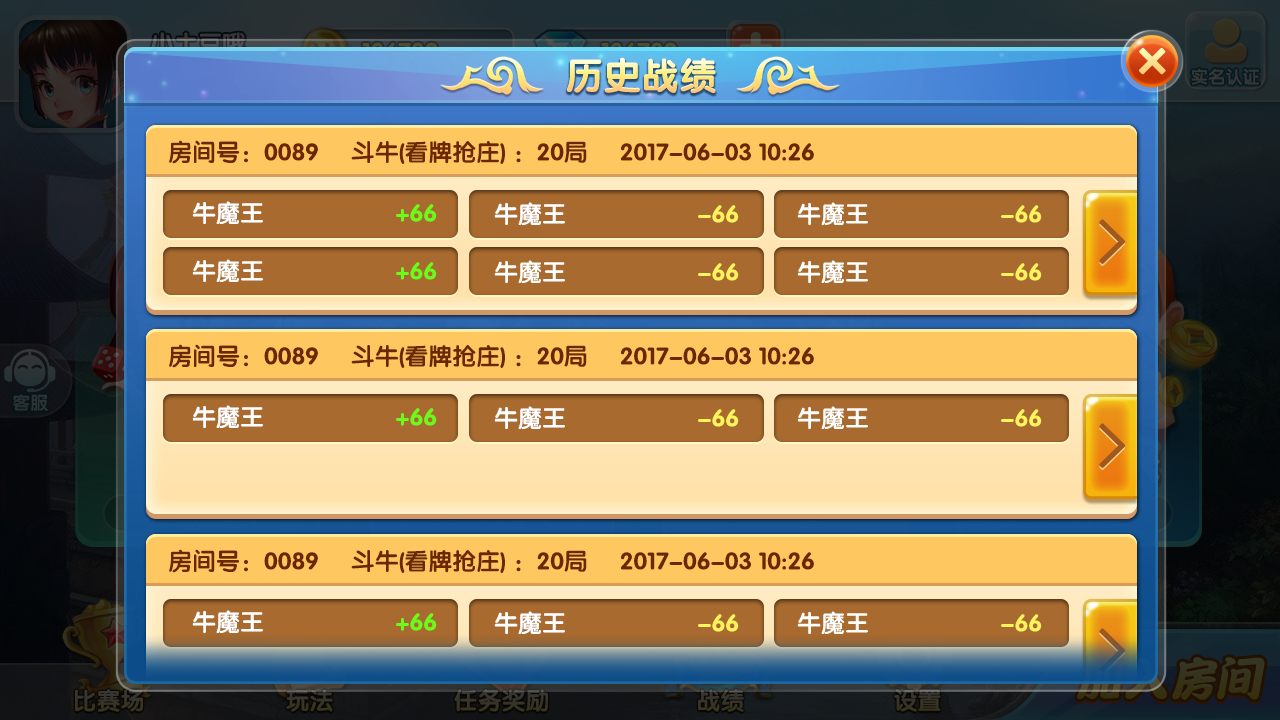 历史战绩
实名认证
房间号：0089 斗牛(看牌抢庄)：20局 2017-06-03 10:26
牛魔王 +66 牛魔王 -66 牛魔王 -66
牛魔王 +66 牛魔王 -66 牛魔王 -66
房间号：0089 斗牛(看牌抢庄)：20局 2017-06-03 10:26
客服
牛魔王 +66 牛魔王 -66 牛魔王 -66
房间号：0089 斗牛(看牌抢庄)：20局 2017-06-03 10:26
牛魔王 +66 牛魔王 -66 牛魔王 -66
比赛场 玩法 任务奖励 战绩 设置 加入房间